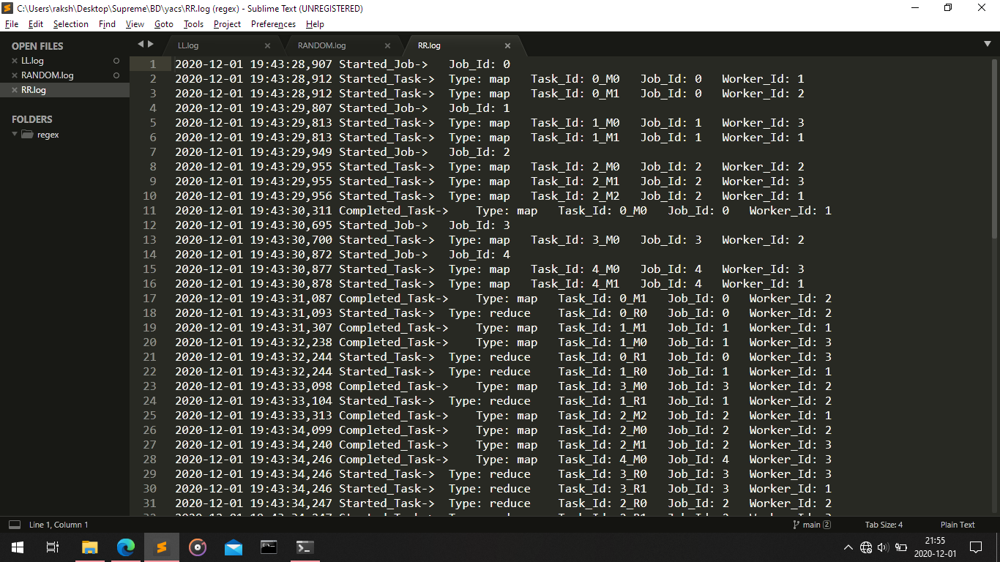 C:\Users\raksh\Desktop\Supreme\BD\yacs\RR.log (regex) - Sublime Text (UNREGISTERED)
File Edit Selection Find View Goto Tools Project Preferences Help
OPEN FILES
LL.log
RANDOM.log
RR.log
FOLDERS
regex
LL.log RANDOM.log RR.log
1 2020-12-01 19:43:28,907 Started_Job-> Job_Id: 0
2 2020-12-01 19:43:28,912 Started_Task-> Type: map Task_Id: 0_M0 Job_Id: 0 Worker_Id: 1
3 2020-12-01 19:43:28,912 Started_Task-> Type: map Task_Id: 0_M1 Job_Id: 0 Worker_Id: 2
4 2020-12-01 19:43:29,807 Started_Job-> Job_Id: 1
5 2020-12-01 19:43:29,813 Started_Task-> Type: map Task_Id: 1_M0 Job_Id: 1 Worker_Id: 3
6 2020-12-01 19:43:29,813 Started_Task-> Type: map Task_Id: 1_M1 Job_Id: 1 Worker_Id: 1
7 2020-12-01 19:43:29,949 Started_Job-> Job_Id: 2
8 2020-12-01 19:43:29,955 Started_Task-> Type: map Task_Id: 2_M0 Job_Id: 2 Worker_Id: 2
9 2020-12-01 19:43:29,955 Started_Task-> Type: map Task_Id: 2_M1 Job_Id: 2 Worker_Id: 3
10 2020-12-01 19:43:29,956 Started_Task-> Type: map Task_Id: 2_M2 Job_Id: 2 Worker_Id: 1
11 2020-12-01 19:43:30,311 Completed_Task-> Type: map Task_Id: 0_M0 Job_Id: 0 Worker_Id: 1
12 2020-12-01 19:43:30,695 Started_Job-> Job_Id: 3
13 2020-12-01 19:43:30,700 Started_Task-> Type: map Task_Id: 3_M0 Job_Id: 3 Worker_Id: 2
14 2020-12-01 19:43:30,872 Started_Job-> Job_Id: 4
15 2020-12-01 19:43:30,877 Started_Task-> Type: map Task_Id: 4_M0 Job_Id: 4 Worker_Id: 3
16 2020-12-01 19:43:30,878 Started_Task-> Type: map Task_Id: 4_M1 Job_Id: 4 Worker_Id: 1
17 2020-12-01 19:43:31,087 Completed_Task-> Type: map Task_Id: 0_M1 Job_Id: 0 Worker_Id: 2
18 2020-12-01 19:43:31,093 Started_Task-> Type: reduce Task_Id: 0_R0 Job_Id: 0 Worker_Id: 2
19 2020-12-01 19:43:31,307 Completed_Task-> Type: map Task_Id: 1_M1 Job_Id: 1 Worker_Id: 1
20 2020-12-01 19:43:32,238 Completed_Task-> Type: map Task_Id: 1_M0 Job_Id: 1 Worker_Id: 3
21 2020-12-01 19:43:32,244 Started_Task-> Type: reduce Task_Id: 0_R1 Job_Id: 0 Worker_Id: 3
22 2020-12-01 19:43:32,244 Started_Task-> Type: reduce Task_Id: 1_R0 Job_Id: 1 Worker_Id: 1
23 2020-12-01 19:43:33,098 Completed_Task-> Type: map Task_Id: 3_M0 Job_Id: 3 Worker_Id: 2
24 2020-12-01 19:43:33,104 Started_Task-> Type: reduce Task_Id: 1_R1 Job_Id: 1 Worker_Id: 2
25 2020-12-01 19:43:33,313 Completed_Task-> Type: map Task_Id: 2_M2 Job_Id: 2 Worker_Id: 1
26 2020-12-01 19:43:34,099 Completed_Task-> Type: map Task_Id: 2_M0 Job_Id: 2 Worker_Id: 2
27 2020-12-01 19:43:34,240 Completed_Task-> Type: map Task_Id: 2_M1 Job_Id: 2 Worker_Id: 3
28 2020-12-01 19:43:34,246 Completed_Task-> Type: map Task_Id: 4_M0 Job_Id: 4 Worker_Id: 3
29 2020-12-01 19:43:34,246 Started_Task-> Type: reduce Task_Id: 3_R0 Job_Id: 3 Worker_Id: 3
30 2020-12-01 19:43:34,246 Started_Task-> Type: reduce Task_Id: 3_R1 Job_Id: 3 Worker_Id: 1
31 2020-12-01 19:43:34,247 Started_Task-> Type: reduce Task_Id: 2_R0 Job_Id: 2 Worker_Id: 2
Line 1, Column 1 main 2 Tab Size: 4 Plain Text
21:55
2020-12-01